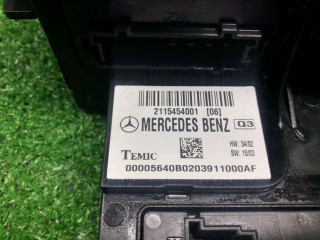 2115454001 [06]
MERCEDES BENZ Q3
HW: 34/02
SW: 15/03
TEMIC
00005640B0203911000AF